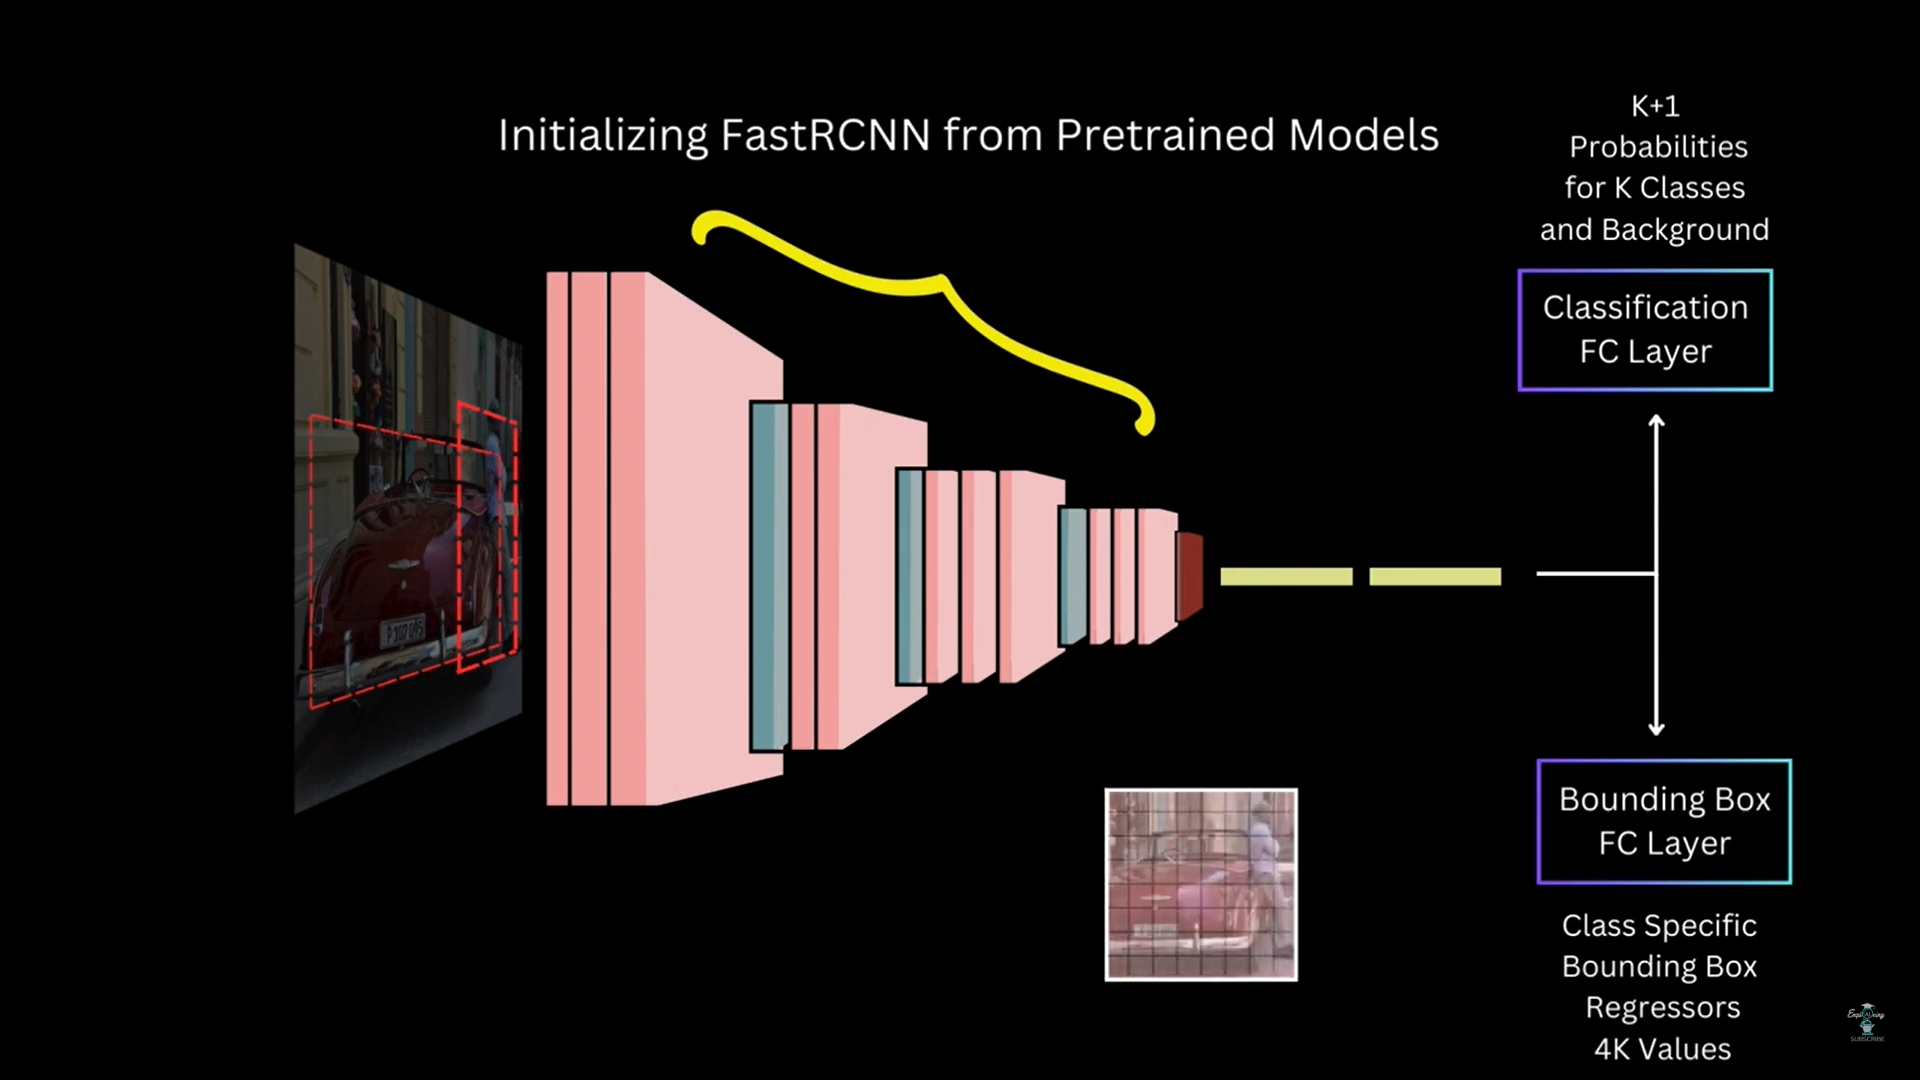 Initializing FastRCNN from Pretrained Models
K+1
Probabilities
for K Classes
and Background
Classification
FC Layer
Bounding Box
FC Layer
Class Specific
Bounding Box
Regressors
4K Values
SUBSCRIBE